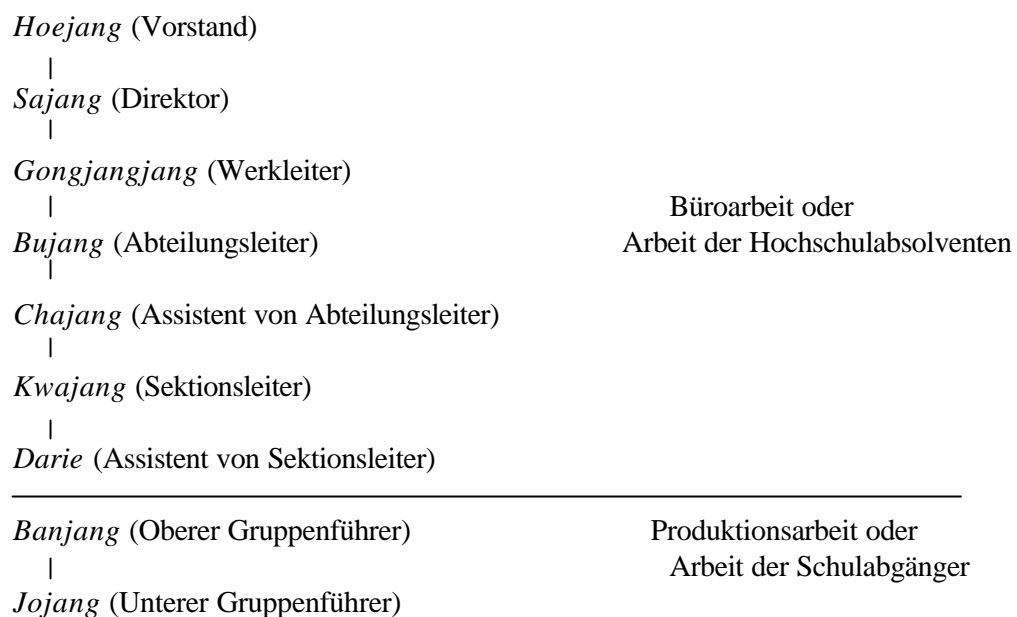 Hoejang (Vorstand)
Sajang (Direktor)
Gongjangjang (Werkleiter)
Büroarbeit oder
Bujang (Abteilungsleiter) Arbeit der Hochschulabsolventen
Chajang (Assistent von Abteilungsleiter)
Kwajang (Sektionsleiter)
Darie (Assistent von Sektionsleiter)
Banjang (Oberer Gruppenführer) Produktionsarbeit oder
Arbeit der Schulabgänger
Jojang (Unterer Gruppenführer)